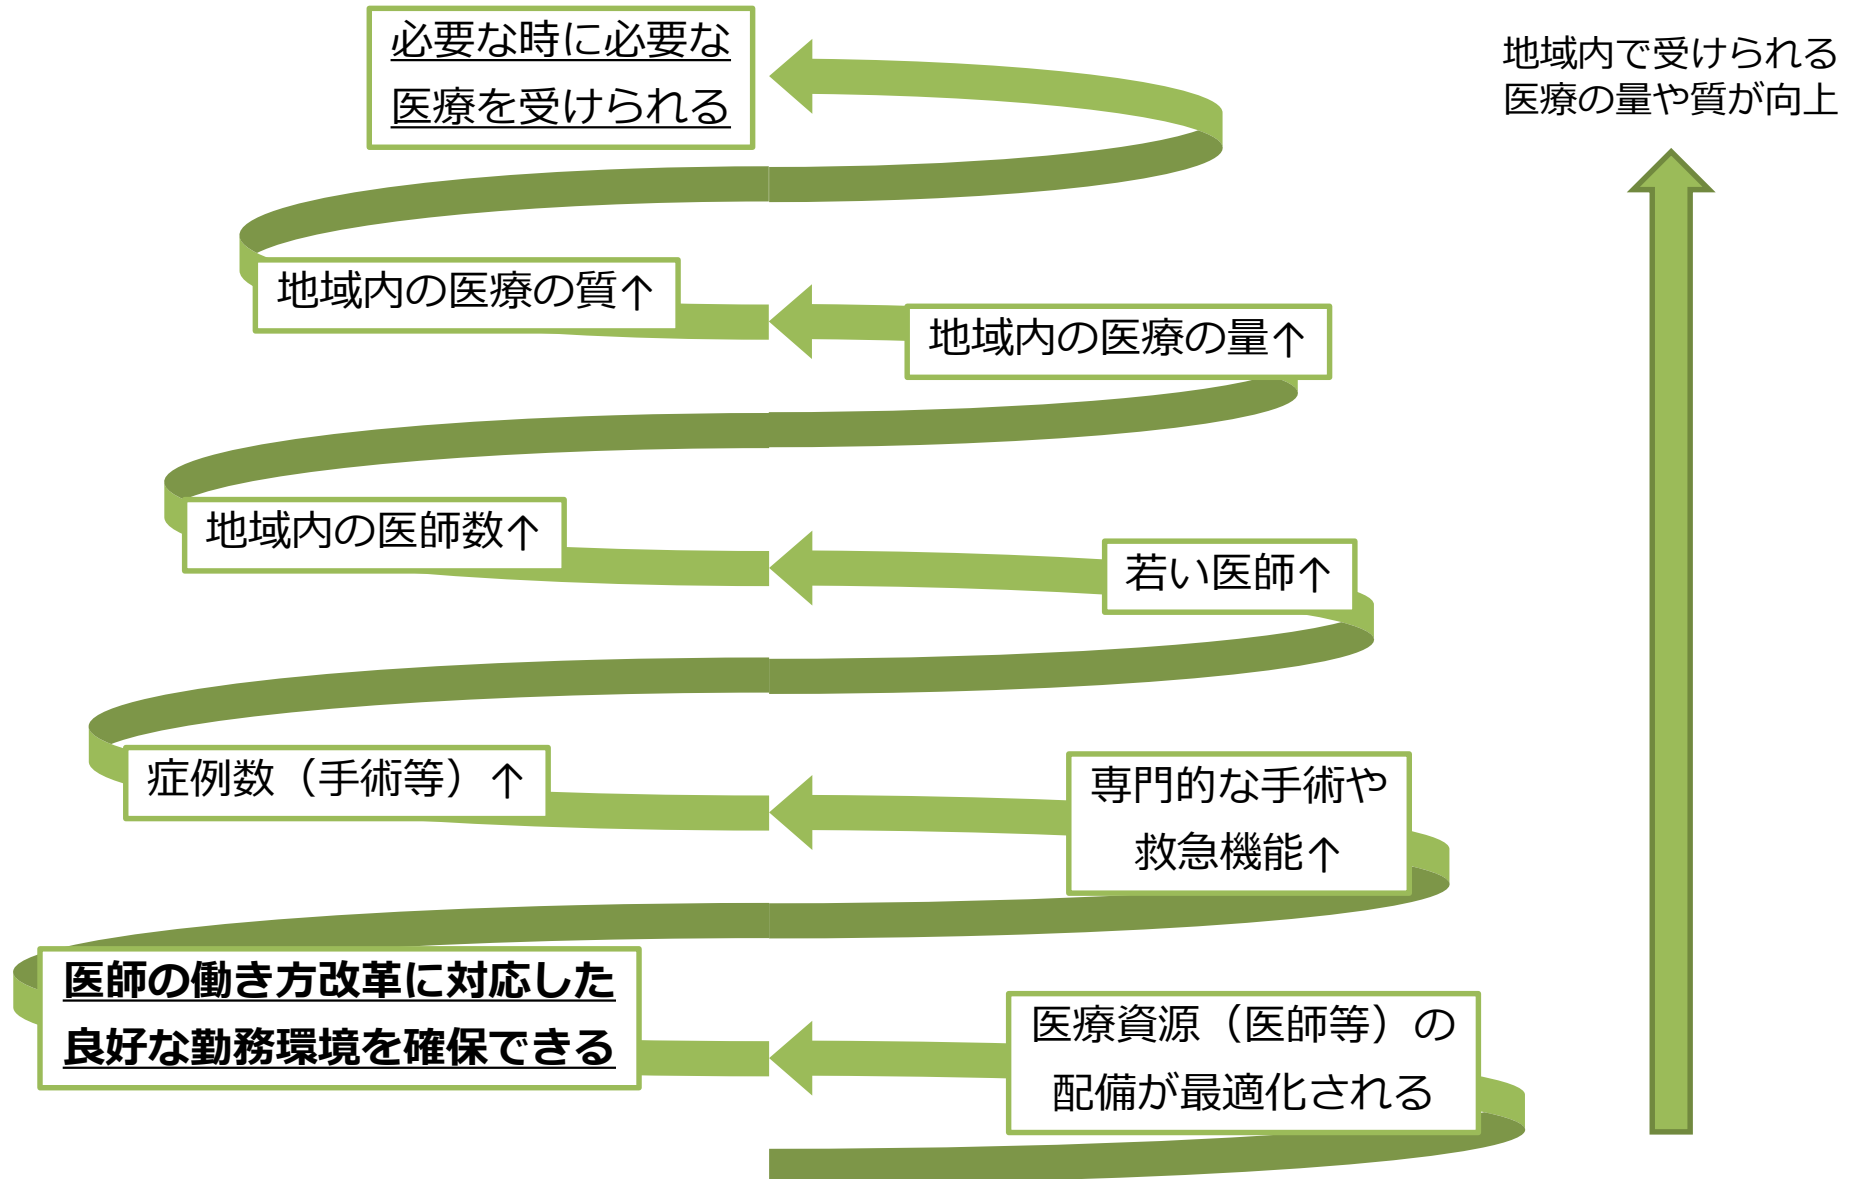 必要な時に必要な
医療を受けられる
地域内で受けられる
医療の量や質が向上
地域内の医療の質↑
地域内の医療の量↑
地域内の医師数↑
若い医師↑
症例数（手術等）↑
専門的な手術や
救急機能↑
医師の働き方改革に対応した
良好な勤務環境を確保できる
医療資源（医師等）の
配備が最適化される